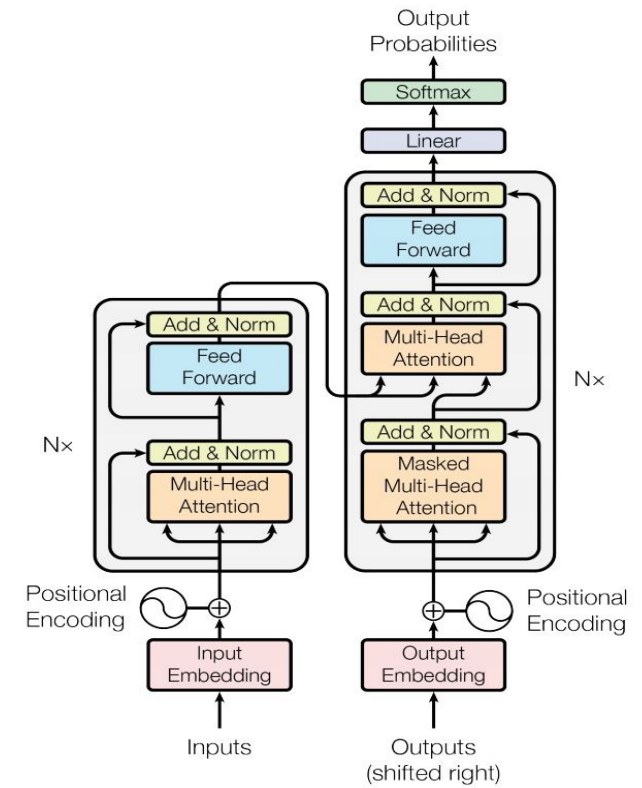 Output
Probabilities
Softmax
Linear
Add & Norm
Feed
Forward
Add & Norm
Multi-Head
Attention
Add & Norm
Masked
Multi-Head
Attention
Nx
Add & Norm
Feed
Forward
Add & Norm
Multi-Head
Attention
Nx
Positional
Encoding
Input
Embedding
Inputs
Positional
Encoding
Output
Embedding
Outputs
(shifted right)